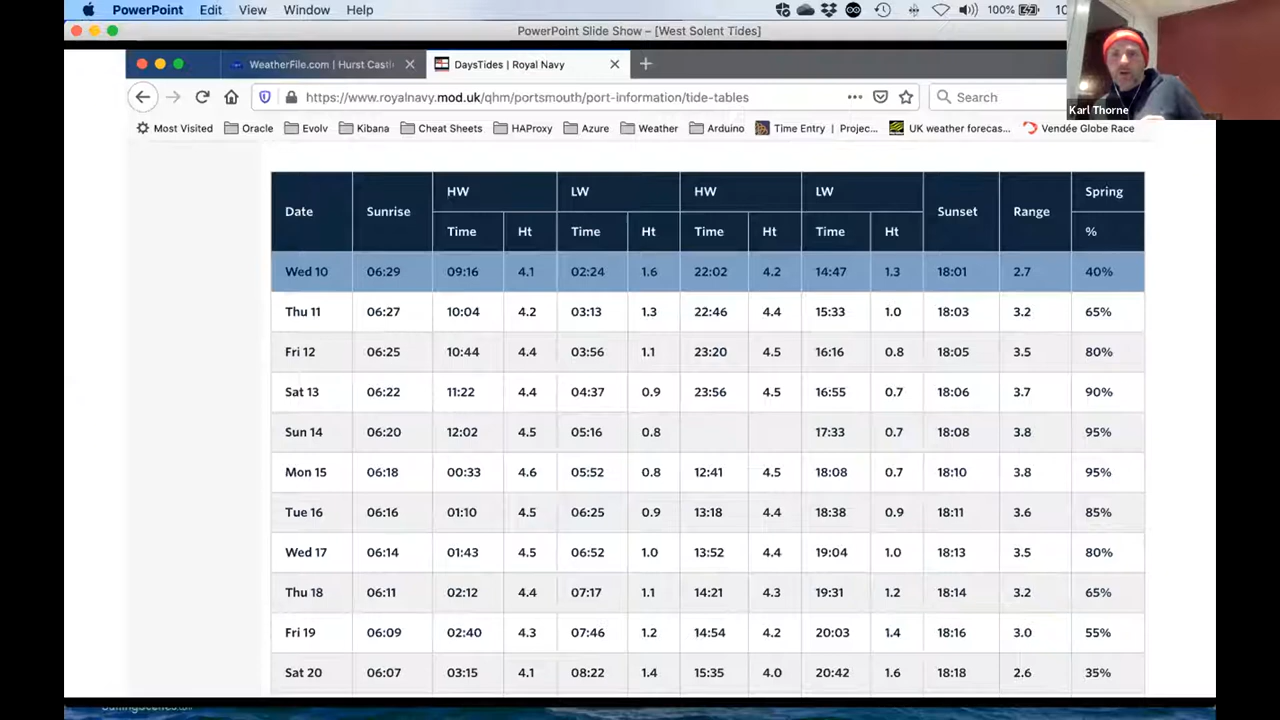 PowerPoint Edit View Window Help 100%
PowerPoint Slide Show – [West Solent Tides]
WeatherFile.com | Hurst Castl DaysTides | Royal Navy
https://www.royalnavy.mod.uk/qhm/portsmouth/port-information/tide-tables Search
Karl Thorne
Most Visited Oracle Evolv Kibana Cheat Sheets HAProxy Azure Weather Arduino Time Entry | Projec... UK weather forecas... Vendée Globe Race
Date Sunrise HW LW HW LW Sunset Range Spring
Time Ht Time Ht Time Ht Time Ht %
Wed 10 06:29 09:16 4.1 02:24 1.6 22:02 4.2 14:47 1.3 18:01 2.7 40%
Thu 11 06:27 10:04 4.2 03:13 1.3 22:46 4.4 15:33 1.0 18:03 3.2 65%
Fri 12 06:25 10:44 4.4 03:56 1.1 23:20 4.5 16:16 0.8 18:05 3.5 80%
Sat 13 06:22 11:22 4.4 04:37 0.9 23:56 4.5 16:55 0.7 18:06 3.7 90%
Sun 14 06:20 12:02 4.5 05:16 0.8 17:33 0.7 18:08 3.8 95%
Mon 15 06:18 00:33 4.6 05:52 0.8 12:41 4.5 18:08 0.7 18:10 3.8 95%
Tue 16 06:16 01:10 4.5 06:25 0.9 13:18 4.4 18:38 0.9 18:11 3.6 85%
Wed 17 06:14 01:43 4.5 06:52 1.0 13:52 4.4 19:04 1.0 18:13 3.5 80%
Thu 18 06:11 02:12 4.4 07:17 1.1 14:21 4.3 19:31 1.2 18:14 3.2 65%
Fri 19 06:09 02:40 4.3 07:46 1.2 14:54 4.2 20:03 1.4 18:16 3.0 55%
Sat 20 06:07 03:15 4.1 08:22 1.4 15:35 4.0 20:42 1.6 18:18 2.6 35%